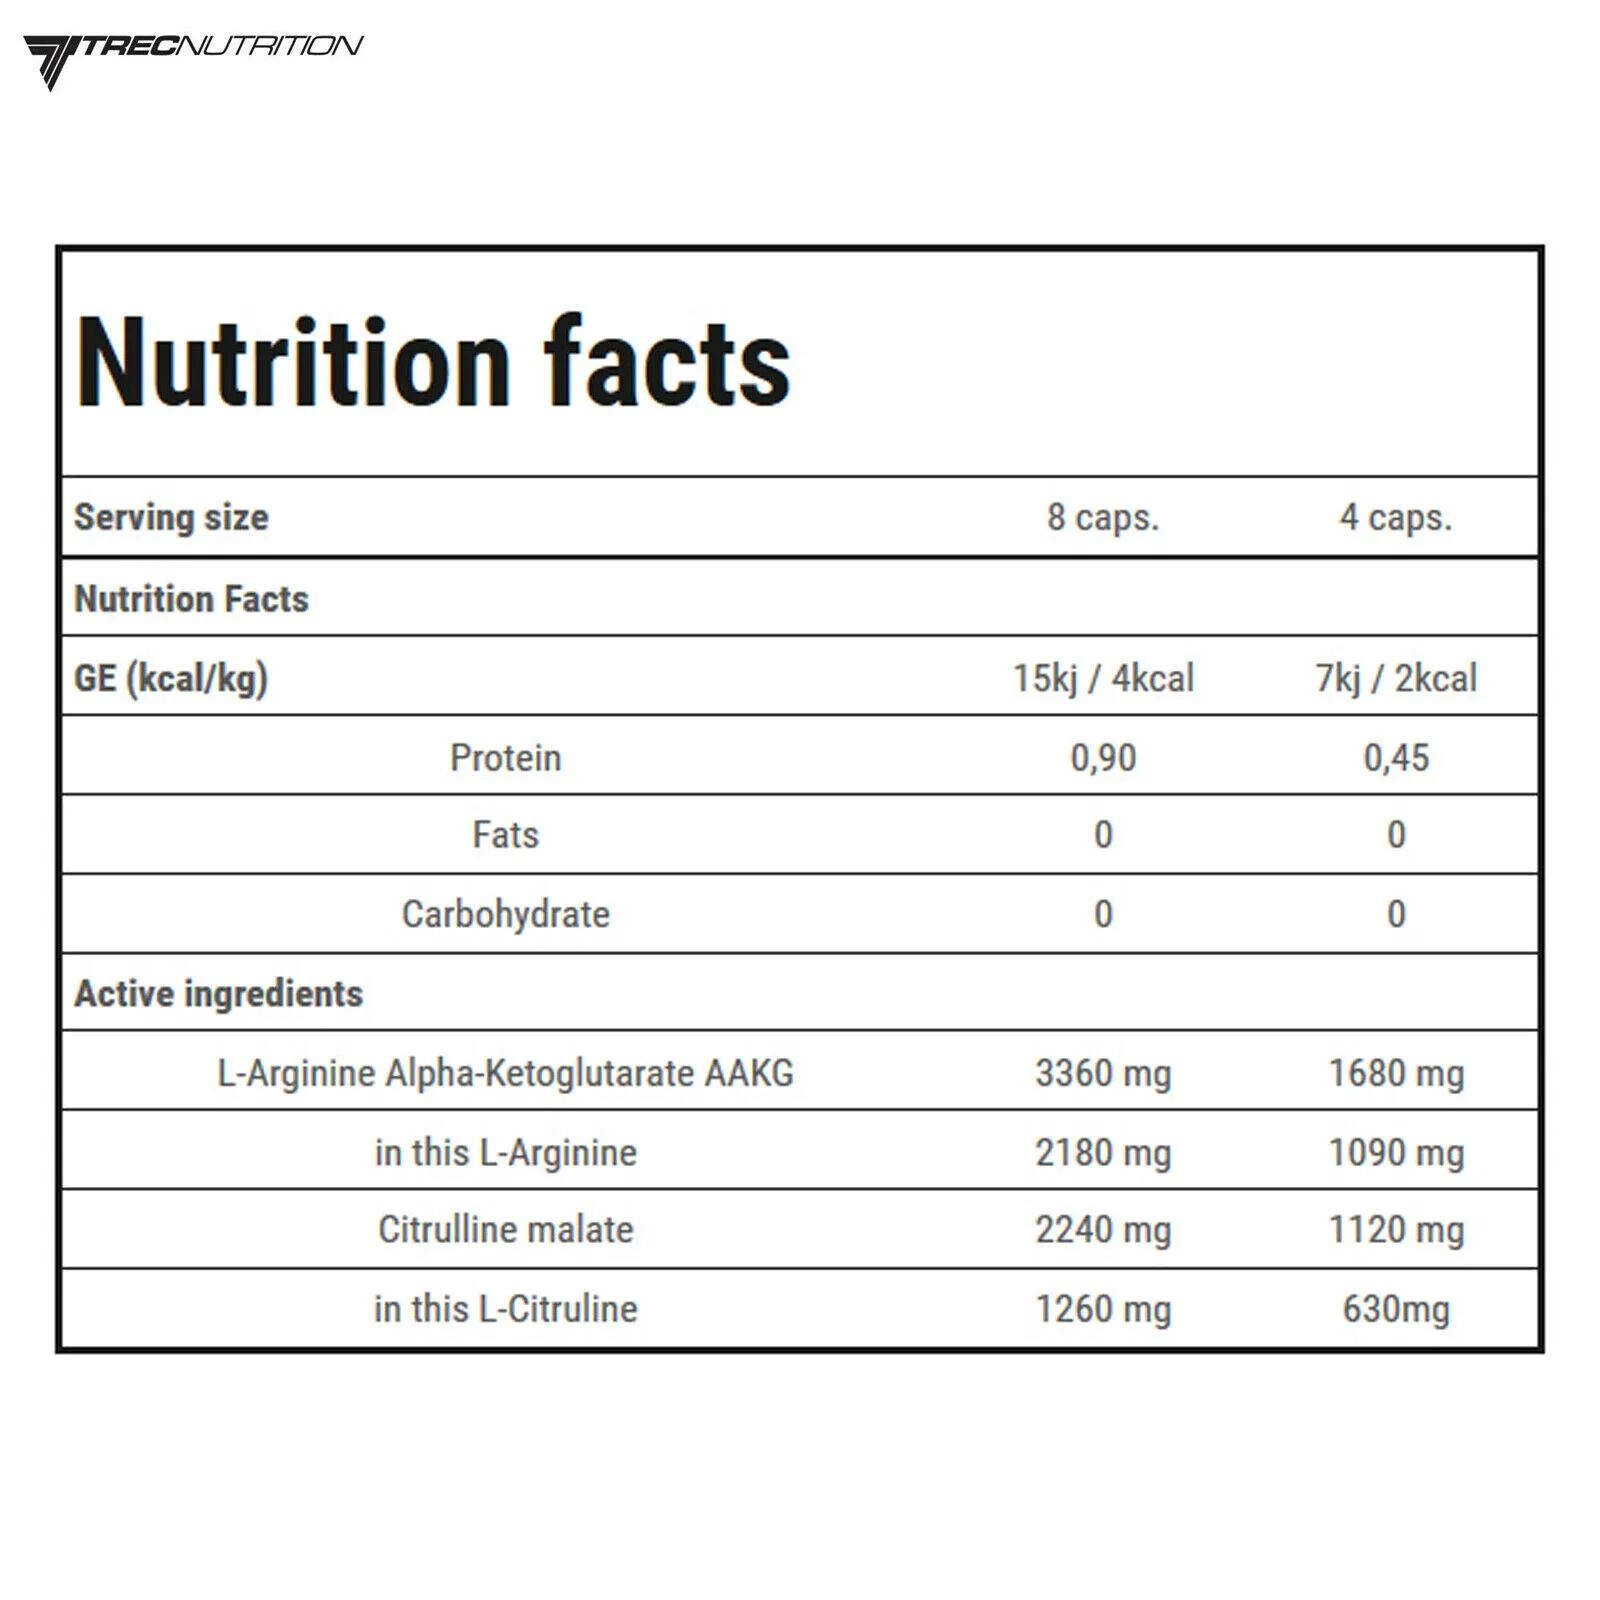 TRECNUTRITION
Nutrition facts
Serving size 8 caps. 4 caps.
Nutrition Facts
GE (kcal/kg) 15kj / 4kcal 7kj / 2kcal
Protein 0,90 0,45
Fats 0 0
Carbohydrate 0 0
Active ingredients
L-Arginine Alpha-Ketoglutarate AAKG 3360 mg 1680 mg
in this L-Arginine 2180 mg 1090 mg
Citrulline malate 2240 mg 1120 mg
in this L-Citruline 1260 mg 630mg